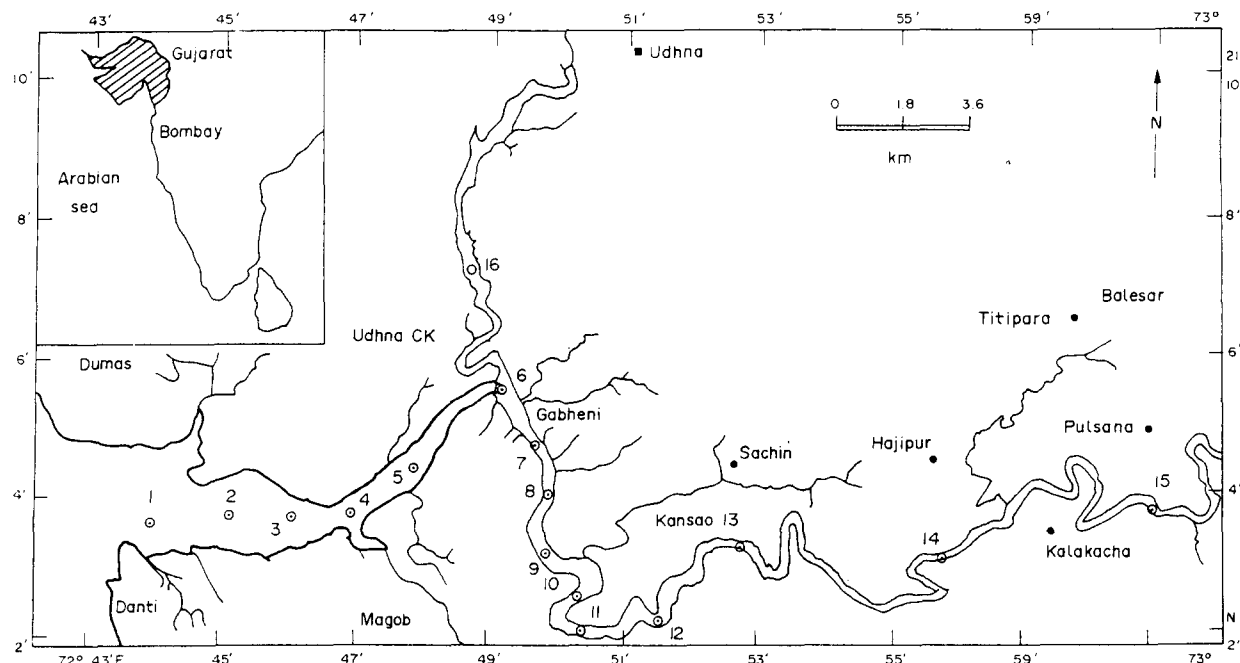 43' 45' 47' 49' 51' 53' 55' 59' 73°
Gujarat
Udhna
10'
21°
10'
0 1.8 3.6
km
N
Bombay
Arabian
sea
8'
8'
16
Balesar
Titipara
Udhna CK
6'
6'
Dumas
6
Gabheni
Pulsana
7
Sachin
Hajipur
5
4'
1 2 3 4
8
15
4'
Kansao 13
14
Kalakacha
9
10
Danti
Magob
11
12
N
2'
21°
2'
72° 43'E 45' 47' 49' 51' 53' 55' 59' 73°